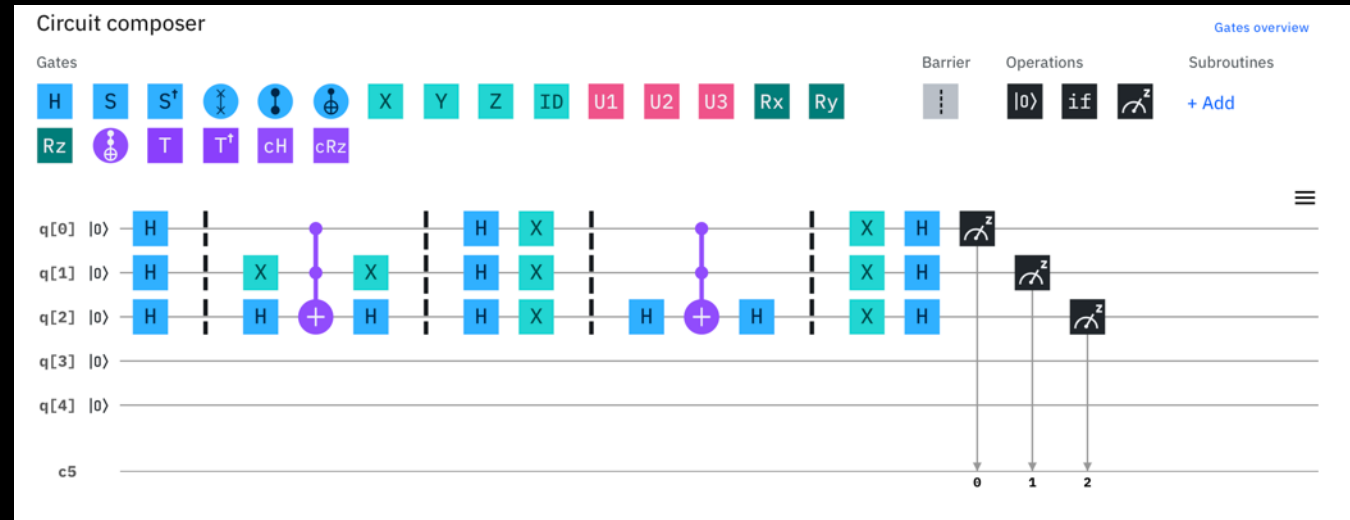 Circuit composer
Gates overview
Gates Barrier Operations Subroutines
H S S† X Y Z ID U1 U2 U3 Rx Ry |0⟩ if z + Add
Rz T T† cH cRz
q[0] |0⟩ H H X X H z
q[1] |0⟩ H X X H X X H z
q[2] |0⟩ H H + H H X H + H X H z
q[3] |0⟩
q[4] |0⟩
c5
0 1 2